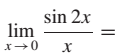 lim x→0 sin 2x / x =